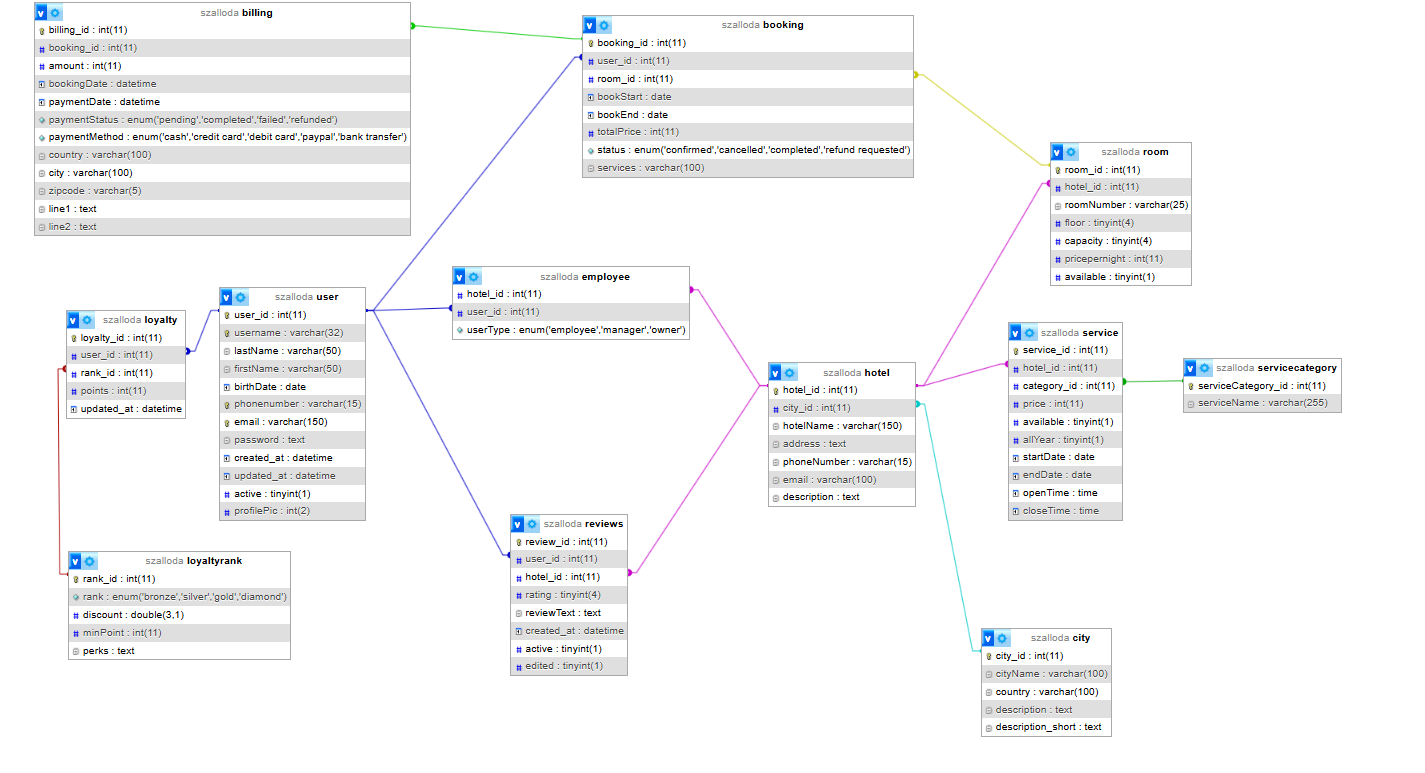 szalloda billing
billing_id : int(11)
booking_id : int(11)
amount : int(11)
bookingDate : datetime
paymentDate : datetime
paymentStatus : enum('pending','completed','failed','refunded')
paymentMethod : enum('cash','credit card','debit card','paypal','bank transfer')
country : varchar(100)
city : varchar(100)
zipcode : varchar(5)
line1 : text
line2 : text
szalloda booking
booking_id : int(11)
user_id : int(11)
room_id : int(11)
bookStart : date
bookEnd : date
totalPrice : int(11)
status : enum('confirmed','cancelled','completed','refund requested')
services : varchar(100)
szalloda room
room_id : int(11)
hotel_id : int(11)
roomNumber : varchar(25)
floor : tinyint(4)
capacity : tinyint(4)
pricepernight : int(11)
available : tinyint(1)
szalloda employee
hotel_id : int(11)
user_id : int(11)
userType : enum('employee','manager','owner')
szalloda user
user_id : int(11)
username : varchar(32)
lastName : varchar(50)
firstName : varchar(50)
birthDate : date
phonenumber : varchar(15)
email : varchar(150)
password : text
created_at : datetime
updated_at : datetime
active : tinyint(1)
profilePic : int(2)
szalloda loyalty
loyalty_id : int(11)
user_id : int(11)
rank_id : int(11)
points : int(11)
updated_at : datetime
szalloda hotel
hotel_id : int(11)
city_id : int(11)
hotelName : varchar(150)
address : text
phoneNumber : varchar(15)
email : varchar(100)
description : text
szalloda service
service_id : int(11)
hotel_id : int(11)
category_id : int(11)
price : int(11)
available : tinyint(1)
allYear : tinyint(1)
startDate : date
endDate : date
openTime : time
closeTime : time
szalloda servicecategory
serviceCategory_id : int(11)
serviceName : varchar(255)
szalloda loyaltyrank
rank_id : int(11)
rank : enum('bronze','silver','gold','diamond')
discount : double(3,1)
minPoint : int(11)
perks : text
szalloda reviews
review_id : int(11)
user_id : int(11)
hotel_id : int(11)
rating : tinyint(4)
reviewText : text
created_at : datetime
active : tinyint(1)
edited : tinyint(1)
szalloda city
city_id : int(11)
cityName : varchar(100)
country : varchar(100)
description : text
description_short : text